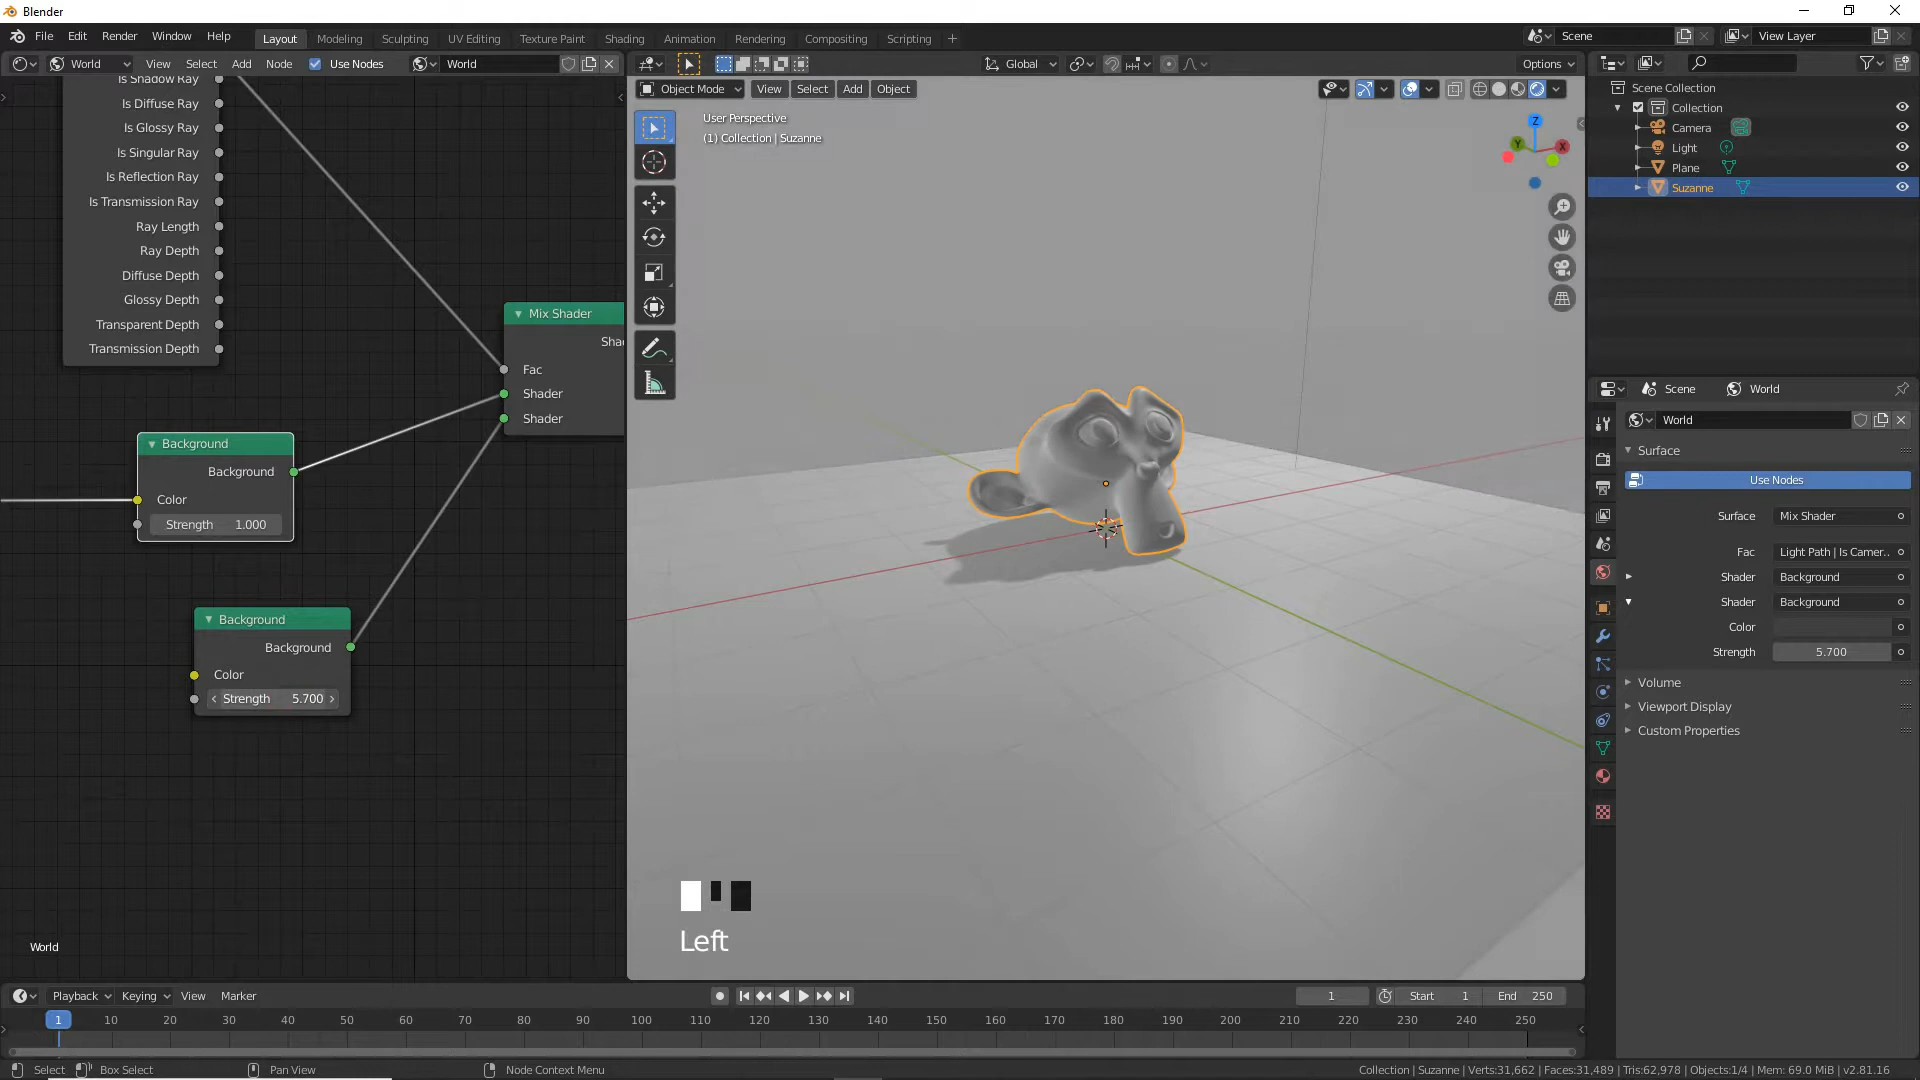 Blender
File Edit Render Window Help
Layout Modeling Sculpting UV Editing Texture Paint Shading Animation Rendering Compositing Scripting +
Scene
View Layer
World View Select Add Node Use Nodes World
Global
Options
Object Mode View Select Add Object
User Perspective
(1) Collection | Suzanne
Z
Y
X
Is Shadow Ray
Is Diffuse Ray
Is Glossy Ray
Is Singular Ray
Is Reflection Ray
Is Transmission Ray
Ray Length
Ray Depth
Diffuse Depth
Glossy Depth
Transparent Depth
Transmission Depth
Mix Shader
Shac
Fac
Shader
Shader
Background
Background
Color
Strength 1.000
Background
Background
Color
Strength 5.700
World
Left
Scene Collection
Collection
Camera
Light
Plane
Suzanne
Scene World
World
Surface
Use Nodes
Surface Mix Shader
Fac Light Path | Is Camer..
Shader Background
Shader Background
Color
Strength 5.700
Volume
Viewport Display
Custom Properties
Playback Keying View Marker
1 Start 1 End 250
1 10 20 30 40 50 60 70 80 90 100 110 120 130 140 150 160 170 180 190 200 210 220 230 240 250
Select Box Select Pan View Node Context Menu
Collection | Suzanne | Verts:31,662 | Faces:31,489 | Tris:62,978 | Objects:1/4 | Mem: 69.0 MiB | v2.81.16